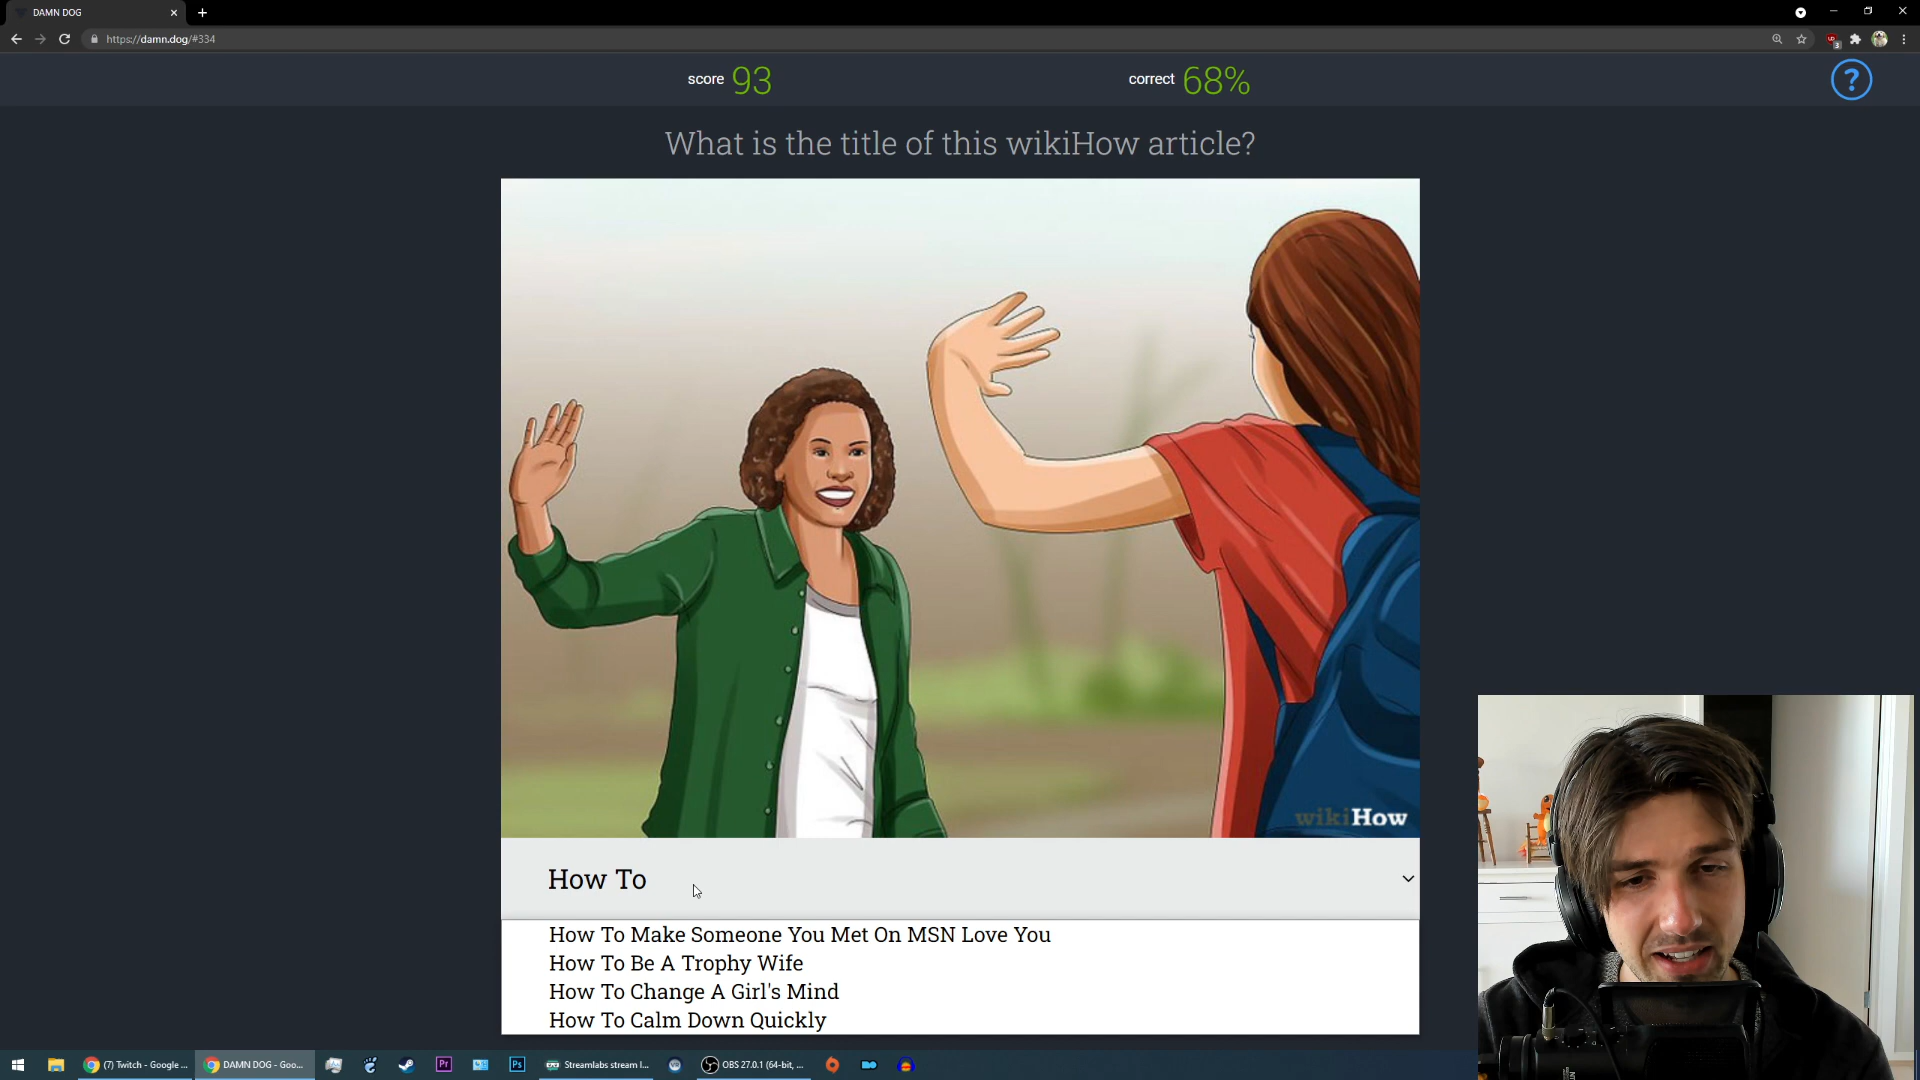 DAMN DOG
https://damn.dog/#334
3
score 93
correct 68%
?
What is the title of this wikiHow article?
wikiHow
How To
How To Make Someone You Met On MSN Love You
How To Be A Trophy Wife
How To Change A Girl's Mind
How To Calm Down Quickly
(7) Twitch - Google ...
DAMN DOG - Goo...
Pr
Ps
Streamlabs stream l...
OBS 27.0.1 (64-bit, ...